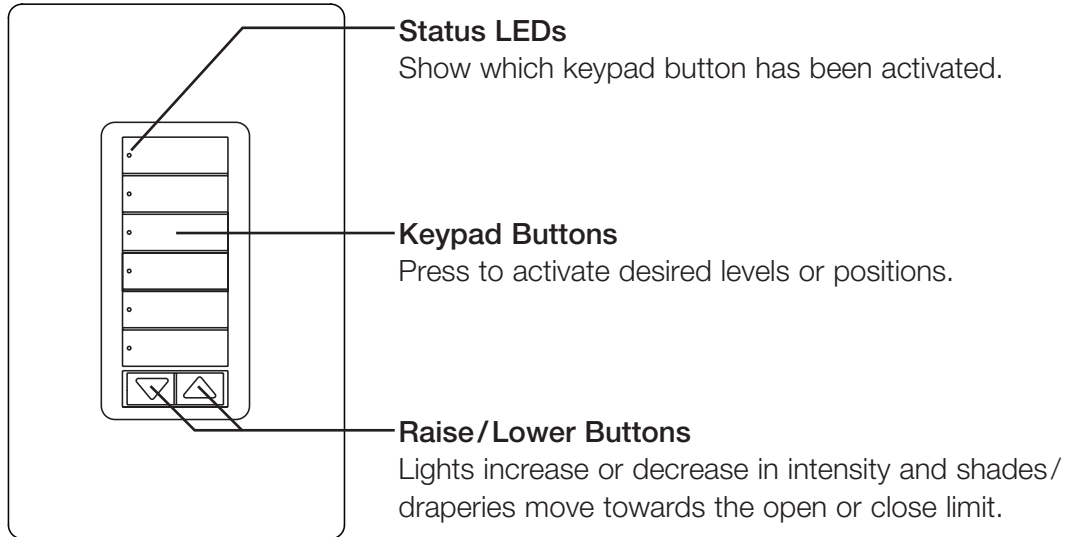 Status LEDs
Show which keypad button has been activated.
Keypad Buttons
Press to activate desired levels or positions.
Raise/Lower Buttons
Lights increase or decrease in intensity and shades/
draperies move towards the open or close limit.